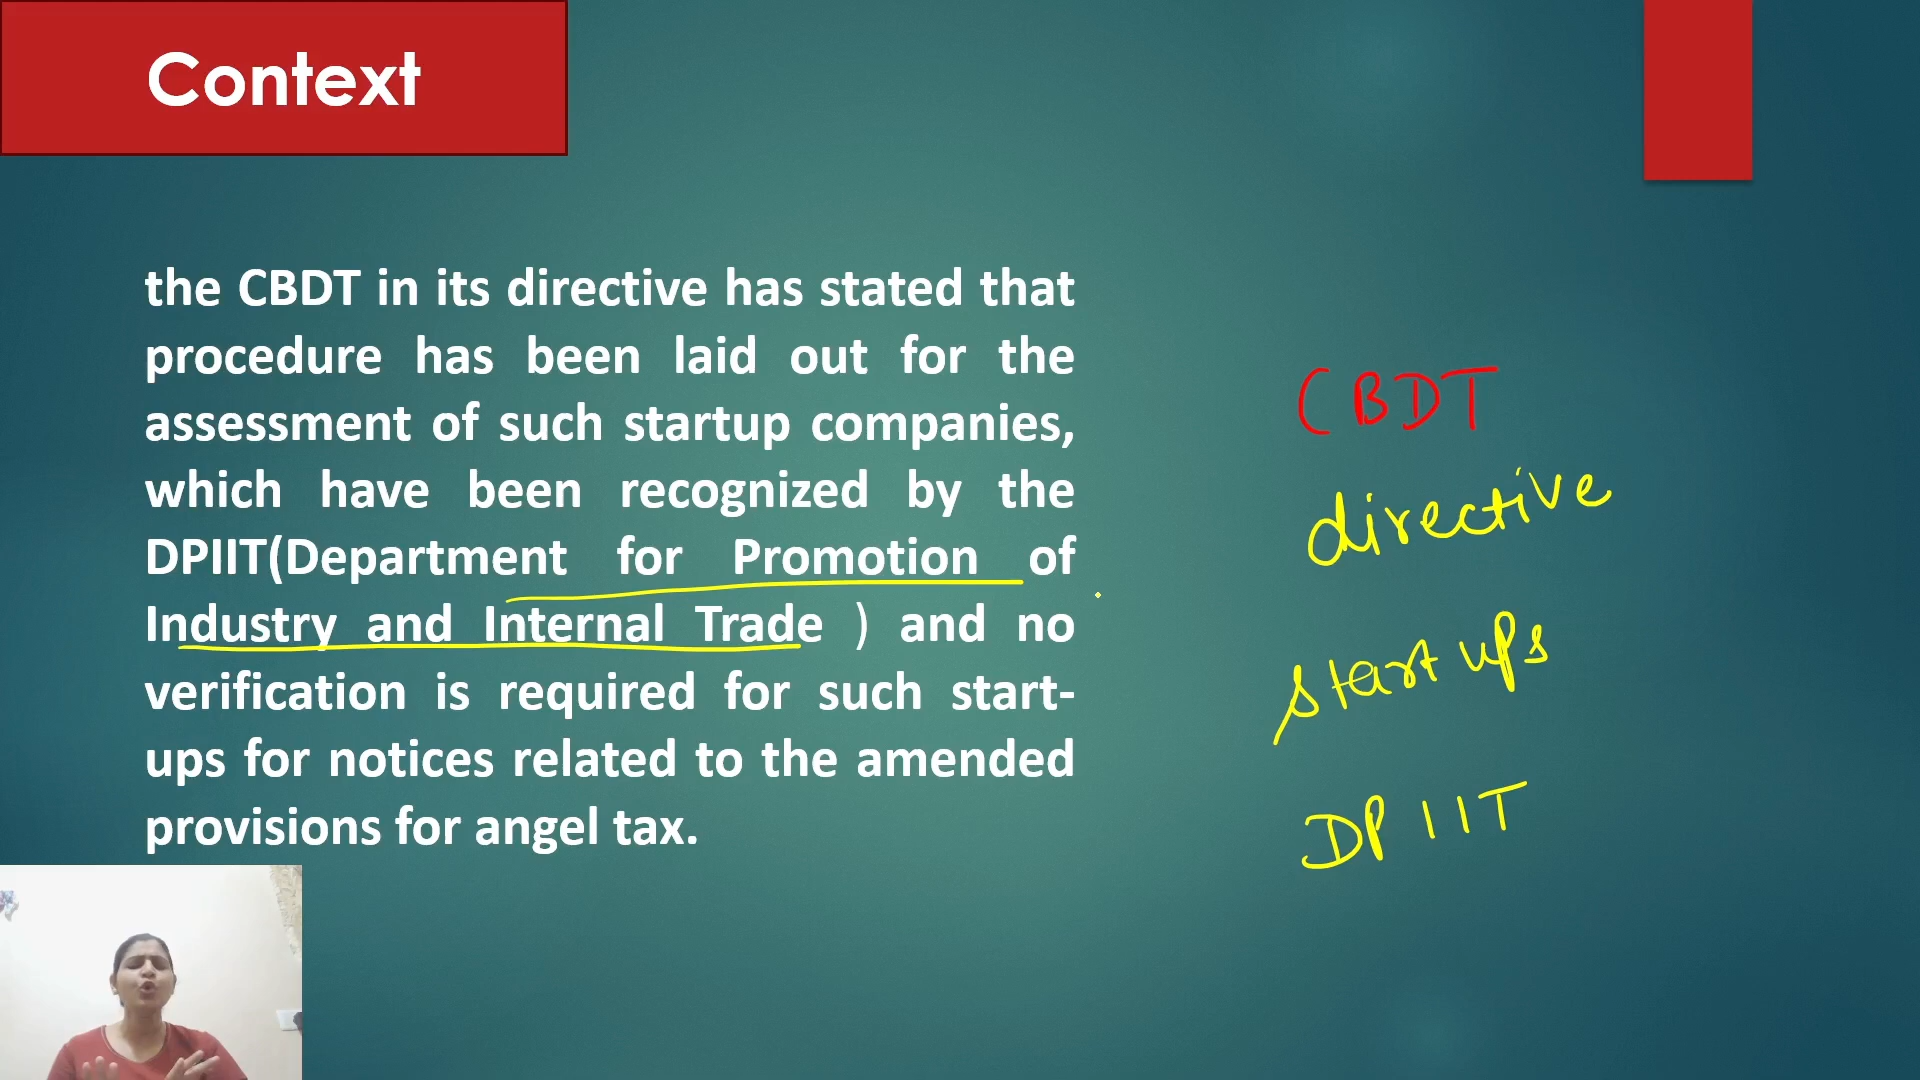 Context
the CBDT in its directive has stated that
procedure has been laid out for the
assessment of such startup companies,
which have been recognized by the
DPIIT(Department for Promotion of
Industry and Internal Trade ) and no
verification is required for such start-
ups for notices related to the amended
provisions for angel tax.
CBDT
directive
start ups
DPIIT